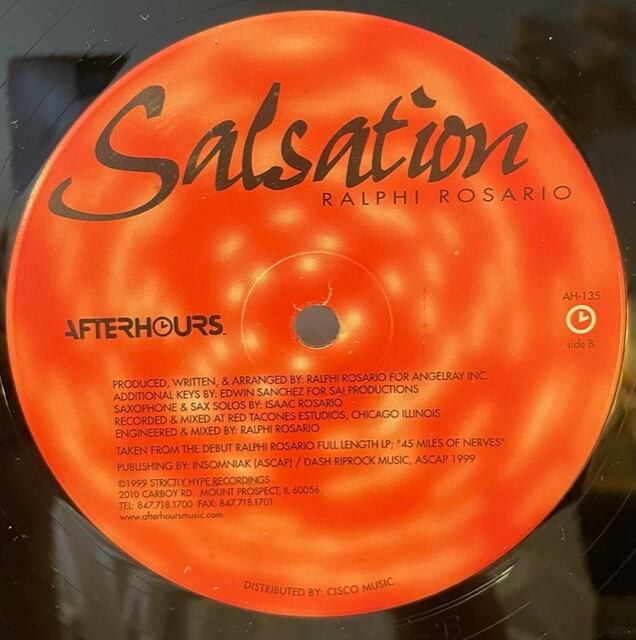 Salsation
RALPHI ROSARIO
AFTERHOURS
AH-135
side B
PRODUCED, WRITTEN, & ARRANGED BY: RALPHI ROSARIO FOR ANGELRAY INC.
ADDITIONAL KEYS BY: EDWIN SANCHEZ FOR SA! PRODUCTIONS
SAXOPHONE & SAX SOLOS BY: ISAAC ROSARIO
RECORDED & MIXED AT RED TACONES ESTUDIOS, CHICAGO ILLINOIS
ENGINEERED & MIXED BY: RALPHI ROSARIO
TAKEN FROM THE DEBUT RALPHI ROSARIO FULL LENGTH LP; "45 MILES OF NERVES"
PUBLISHING BY: INSOMNIAK (ASCAP) / DASH RIPROCK MUSIC, ASCAP 1999
©1999 STRICTLY HYPE RECORDINGS
2010 CARBOY RD. MOUNT PROSPECT, IL 60056
TEL: 847.718.1700 FAX: 847.718.1701
www.afterhoursmusic.com
DISTRIBUTED BY: CISCO MUSIC